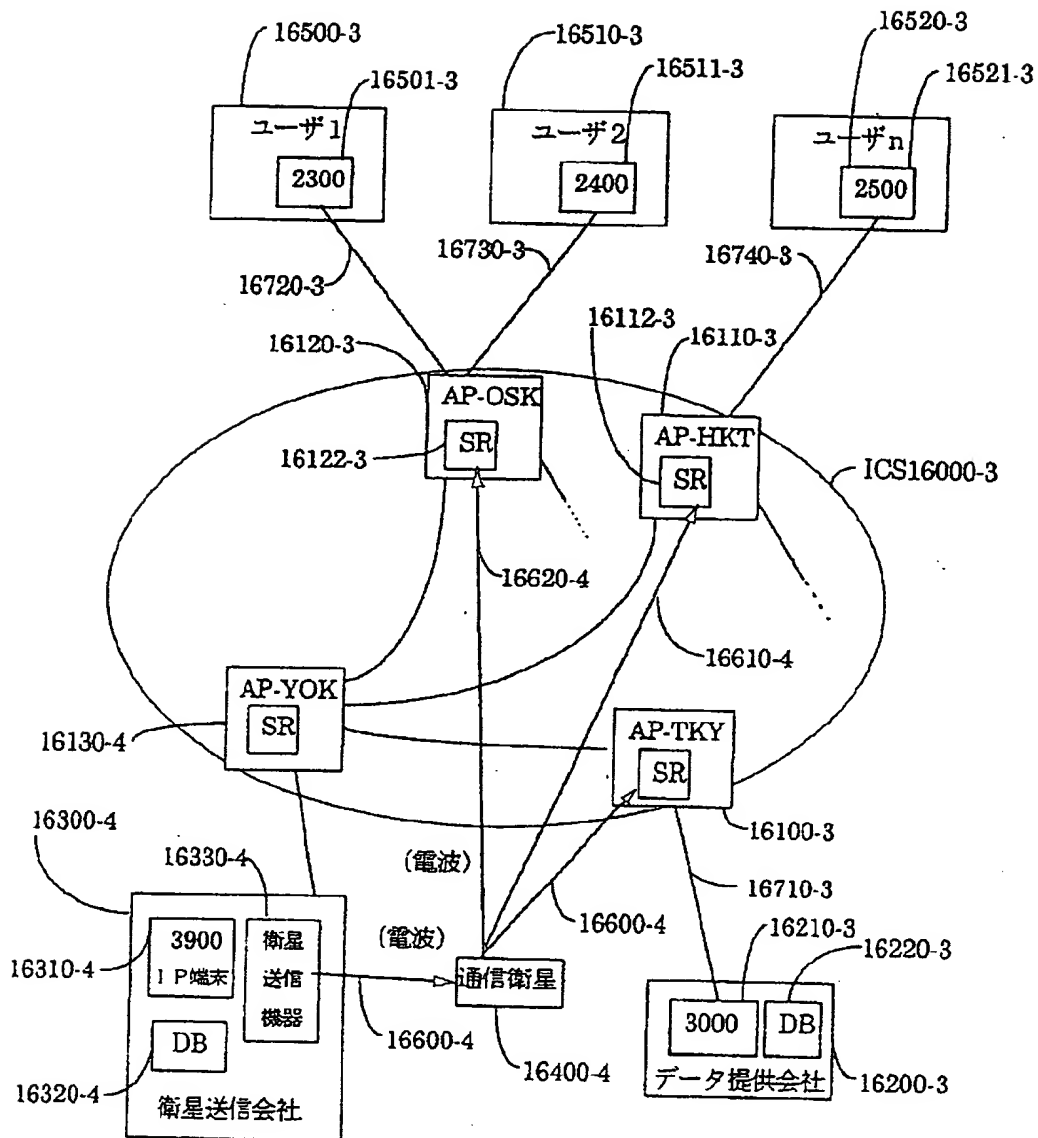 16500-3
16510-3
16520-3
16501-3
16511-3
16521-3
ユーザ1
ユーザ2
ユーザn
2300
2400
2500
16720-3
16730-3
16740-3
16112-3
16110-3
16120-3
AP-OSK
AP-HKT
SR
SR
16122-3
ICS16000-3
16620-4
16610-4
AP-YOK
SR
AP-TKY
SR
16130-4
16100-3
16300-4
16330-4
(電波)
16710-3
16210-3
(電波)
16600-4
16220-3
3900
IP端末
衛星
送信
機器
16310-4
通信衛星
3000
DB
DB
16600-4
16400-4
データ提供会社
16200-3
16320-4
衛星送信会社